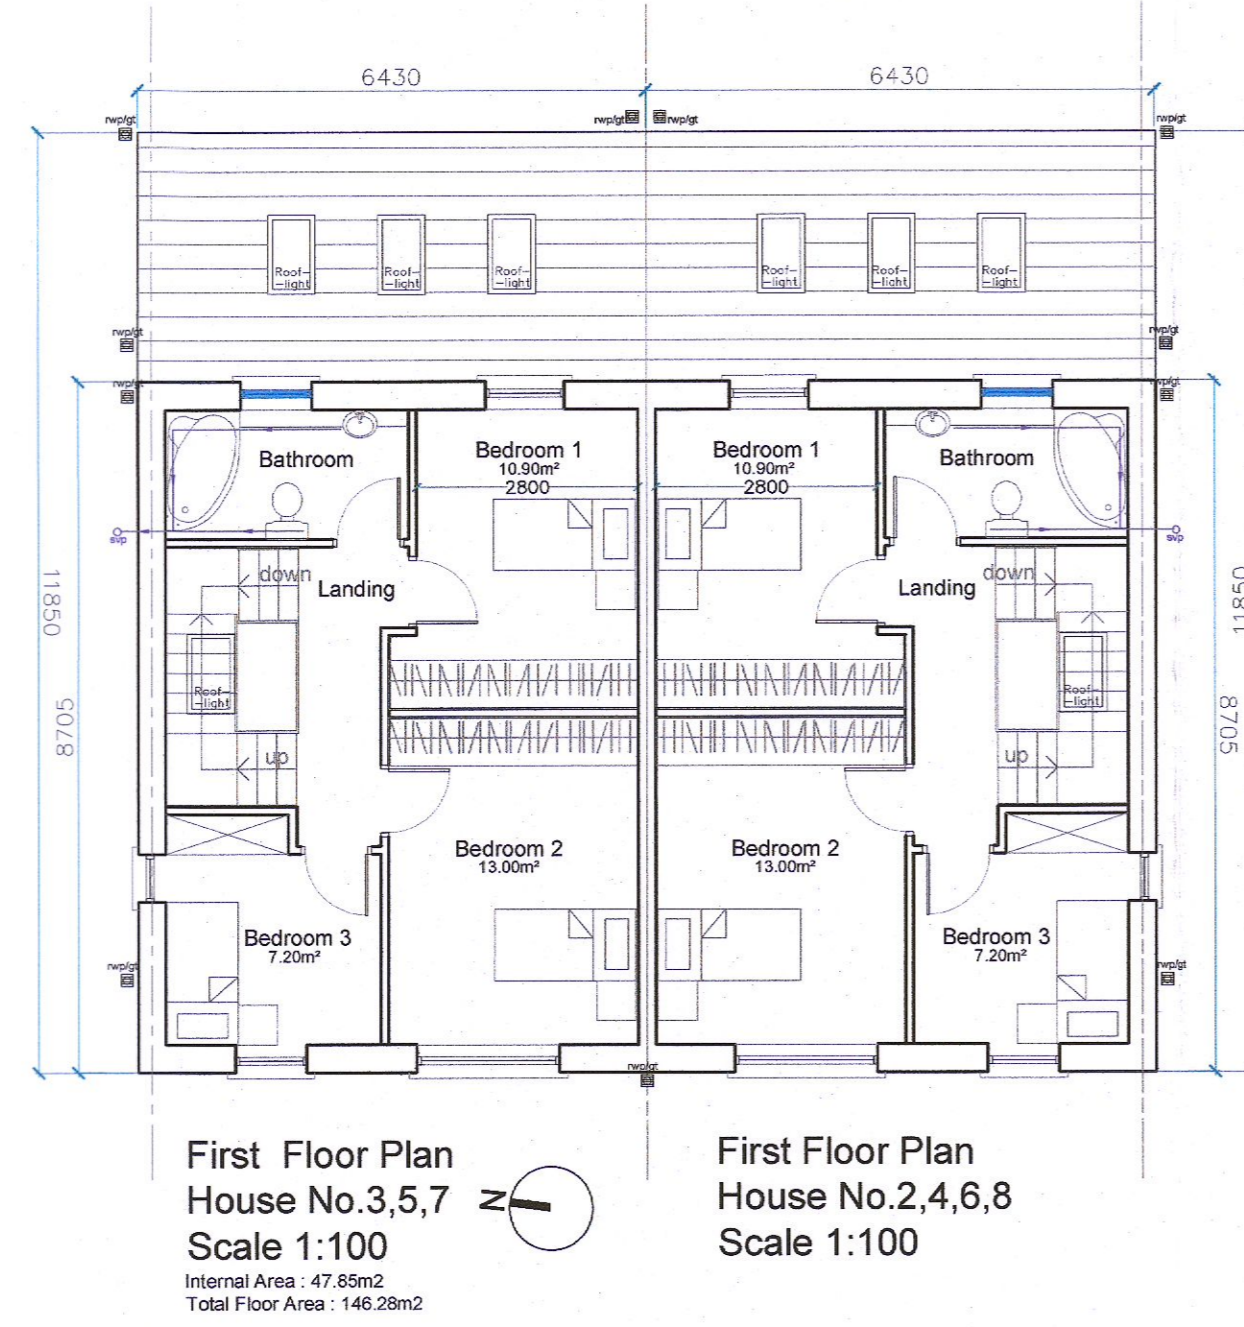 6430
6430
rwp/gt
rwp/gt
rwp/gt
rwp/gt
Roof-
-light
Roof-
-light
Roof-
-light
Roof-
-light
Roof-
-light
Roof-
-light
rwp/gt
rwp/gt
rwp/gt
rwp/gt
Bathroom
Bedroom 1
10.90m²
2800
Bedroom 1
10.90m²
2800
Bathroom
svp
svp
down
Landing
Landing
down
11850
11850
Roof-
-light
Roof-
-light
8705
8705
up
up
Bedroom 2
13.00m²
Bedroom 2
13.00m²
Bedroom 3
7.20m²
Bedroom 3
7.20m²
rwp/gt
rwp/gt
rwp/gt
First Floor Plan
House No.3,5,7
Scale 1:100
Internal Area : 47.85m2
Total Floor Area : 146.28m2
N
First Floor Plan
House No.2,4,6,8
Scale 1:100